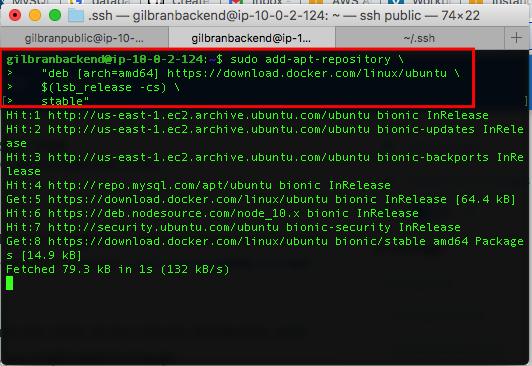 .ssh — gilbranbackend@ip-10-0-2-124: ~ — ssh public — 74×22
gilbranpublic@ip-10-...
gilbranbackend@ip-1...
~/.ssh
gilbranbackend@ip-10-0-2-124:~$ sudo add-apt-repository \
> "deb [arch=amd64] https://download.docker.com/linux/ubuntu \
> $(lsb_release -cs) \
> stable"
Hit:1 http://us-east-1.ec2.archive.ubuntu.com/ubuntu bionic InRelease
Hit:2 http://us-east-1.ec2.archive.ubuntu.com/ubuntu bionic-updates InRele
ase
Hit:3 http://us-east-1.ec2.archive.ubuntu.com/ubuntu bionic-backports InRe
lease
Hit:4 http://repo.mysql.com/apt/ubuntu bionic InRelease
Get:5 https://download.docker.com/linux/ubuntu bionic InRelease [64.4 kB]
Hit:6 https://deb.nodesource.com/node_10.x bionic InRelease
Hit:7 http://security.ubuntu.com/ubuntu bionic-security InRelease
Get:8 https://download.docker.com/linux/ubuntu bionic/stable amd64 Package
s [14.9 kB]
Fetched 79.3 kB in 1s (132 kB/s)